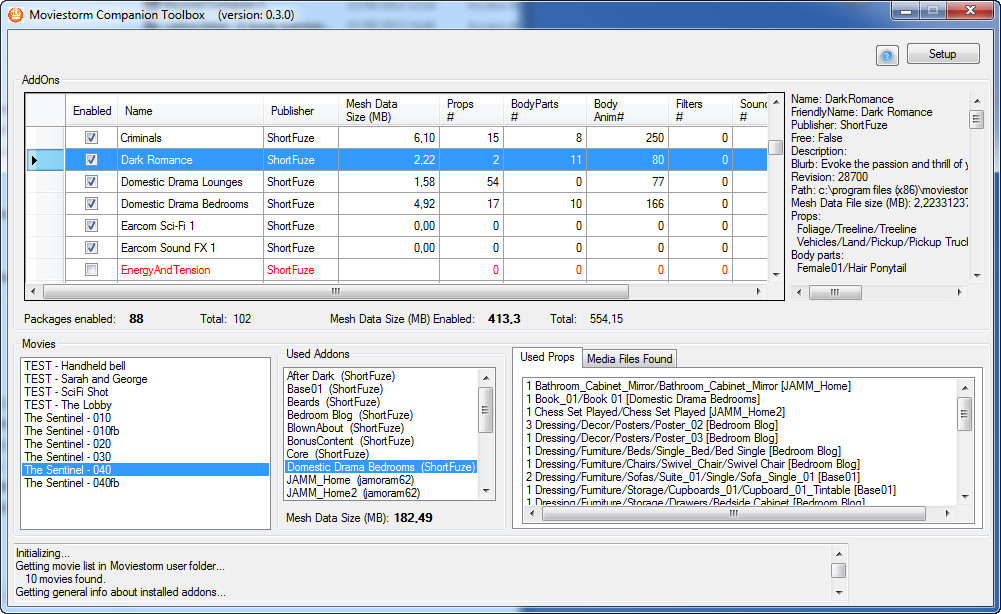 Moviestorm Companion Toolbox (version: 0.3.0)
Setup
AddOns
Enabled Name Publisher Mesh Data Size (MB) Props # BodyParts # Body Anim# Filters # Sound #
Criminals ShortFuze 6,10 15 8 250 0
Dark Romance ShortFuze 2,22 2 11 80 0
Domestic Drama Lounges ShortFuze 1,58 54 0 77 0
Domestic Drama Bedrooms ShortFuze 4,92 17 10 166 0
Earcom Sci-Fi 1 ShortFuze 0,00 0 0 0 0
Earcom Sound FX 1 ShortFuze 0,00 0 0 0 0
EnergyAndTension ShortFuze 0 0 0 0
Name: DarkRomance
FriendlyName: Dark Romance
Publisher: ShortFuze
Free: False
Description:
Blurb: Evoke the passion and thrill of y
Revision: 28700
Path: c:\program files (x86)\moviestor
Mesh Data File size (MB): 2,22331237
Props:
Foliage/Treeline/Treeline
Vehicles/Land/Pickup/Pickup Truck
Body parts:
Female01/Hair Ponytail
Packages enabled: 88 Total: 102 Mesh Data Size (MB) Enabled: 413,3 Total: 554,15
Movies
TEST - Handheld bell
TEST - Sarah and George
TEST - SciFi Shot
TEST - The Lobby
The Sentinel - 010
The Sentinel - 010fb
The Sentinel - 020
The Sentinel - 030
The Sentinel - 040
The Sentinel - 040fb
Used Addons
After Dark (ShortFuze)
Base01 (ShortFuze)
Beards (ShortFuze)
Bedroom Blog (ShortFuze)
BlownAbout (ShortFuze)
BonusContent (ShortFuze)
Core (ShortFuze)
Domestic Drama Bedrooms (ShortFuze)
JAMM_Home (jamoram62)
JAMM_Home2 (jamoram62)
Mesh Data Size (MB): 182,49
Used Props Media Files Found
1 Bathroom_Cabinet_Mirror/Bathroom_Cabinet_Mirror [JAMM_Home]
1 Book_01/Book 01 [Domestic Drama Bedrooms]
1 Chess Set Played/Chess Set Played [JAMM_Home2]
3 Dressing/Decor/Posters/Poster_02 [Bedroom Blog]
1 Dressing/Decor/Posters/Poster_03 [Bedroom Blog]
1 Dressing/Furniture/Beds/Single_Bed/Bed Single [Bedroom Blog]
1 Dressing/Furniture/Chairs/Swivel_Chair/Swivel Chair [Bedroom Blog]
2 Dressing/Furniture/Sofas/Suite_01/Single/Sofa_Single_01 [Base01]
1 Dressing/Furniture/Storage/Cupboards_01/Cupboard_01_Tintable [Base01]
1 Dressing/Furniture/Storage/Drawers/Bedside Cabinet [Bedroom Blog]
Initializing...
Getting movie list in Moviestorm user folder...
10 movies found.
Getting general info about installed addons...